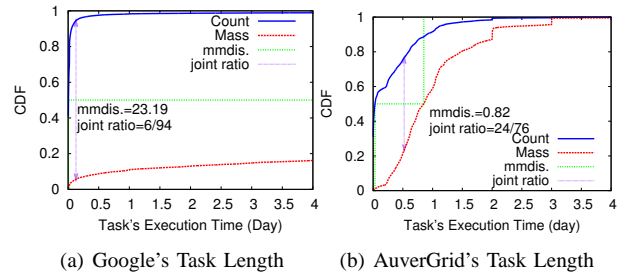 1
0.8
0.6
0.4
0.2
0
CDF
Count
Mass
mmdis.
joint ratio
mmdis.=23.19
joint ratio=6/94
0 0.5 1 1.5 2 2.5 3 3.5 4
Task's Execution Time (Day)
(a) Google's Task Length
1
0.8
0.6
0.4
0.2
0
CDF
mmdis.=0.82
joint ratio=24/76
Count
Mass
mmdis.
joint ratio
0 0.5 1 1.5 2 2.5 3 3.5 4
Task's Execution Time (day)
(b) AuverGrid's Task Length